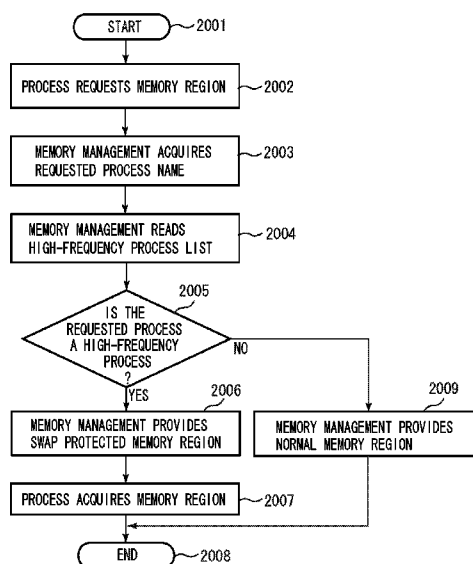 START
2001
PROCESS REQUESTS MEMORY REGION
2002
MEMORY MANAGEMENT ACQUIRES
REQUESTED PROCESS NAME
2003
MEMORY MANAGEMENT READS
HIGH-FREQUENCY PROCESS LIST
2004
2005
IS THE
REQUESTED PROCESS
A HIGH-FREQUENCY
PROCESS
?
NO
YES
2006
MEMORY MANAGEMENT PROVIDES
SWAP PROTECTED MEMORY REGION
2009
MEMORY MANAGEMENT PROVIDES
NORMAL MEMORY REGION
PROCESS ACQUIRES MEMORY REGION
2007
END
2008